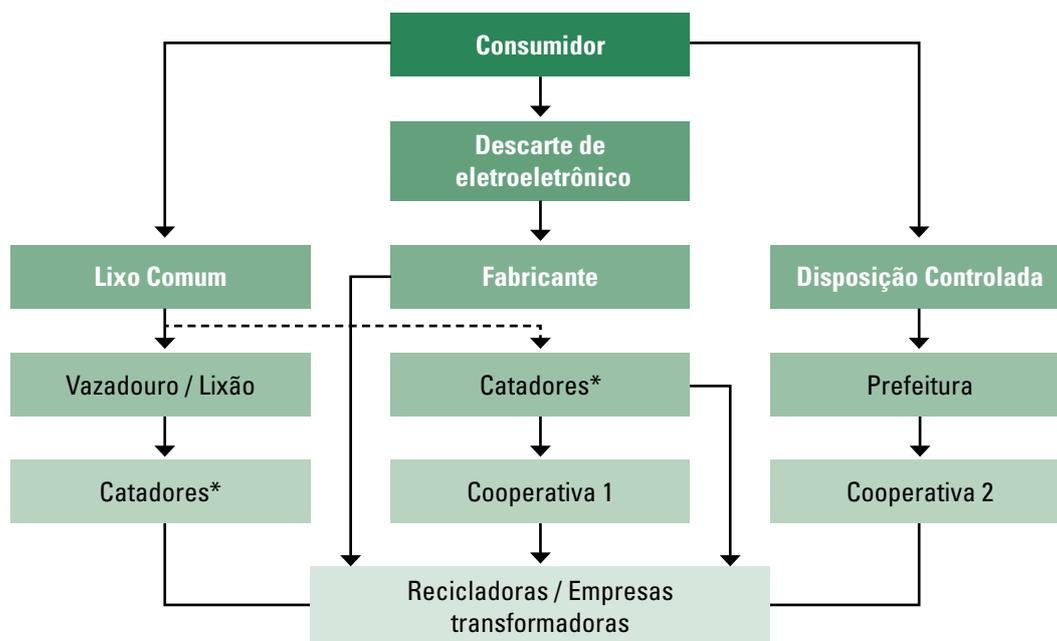 Consumidor
Descarte de
eletroeletrônico
Lixo Comum
Fabricante
Disposição Controlada
Vazadouro / Lixão
Catadores*
Prefeitura
Catadores*
Cooperativa 1
Cooperativa 2
Recicladoras / Empresas
transformadoras